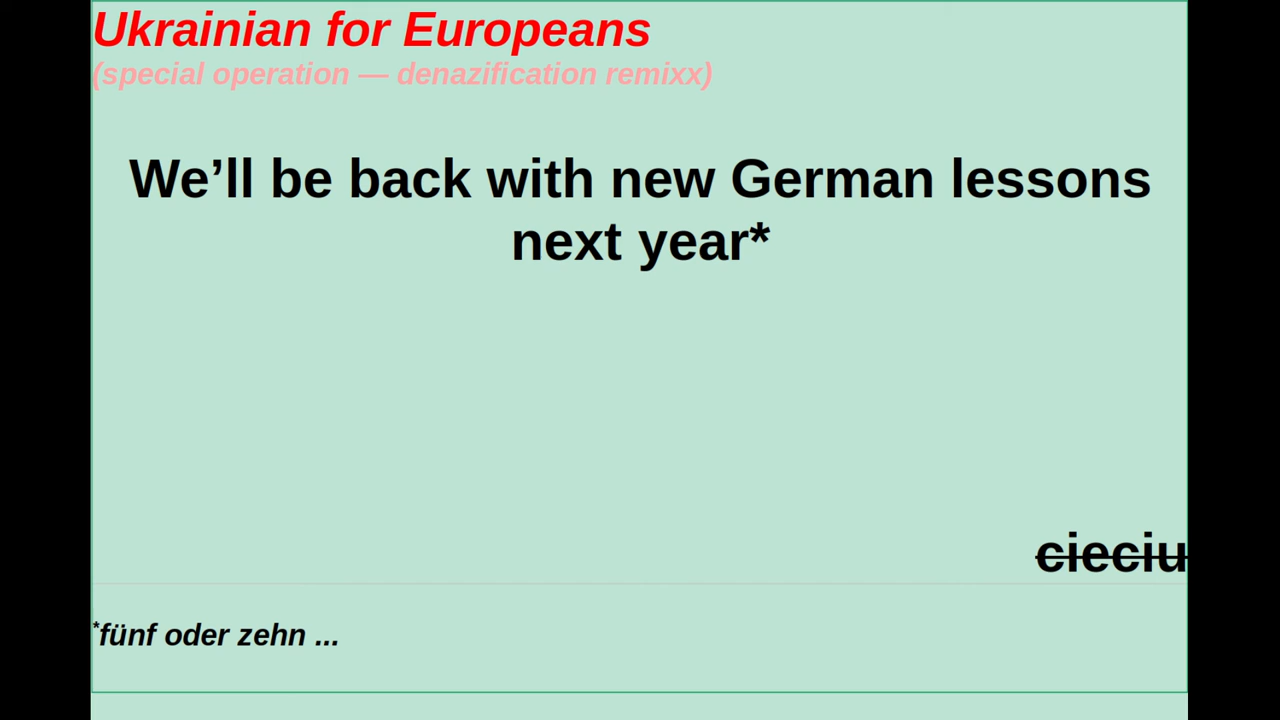 Ukrainian for Europeans
(special operation — denazification remixx)
We’ll be back with new German lessons
next year*
cieciu
*fünf oder zehn ...